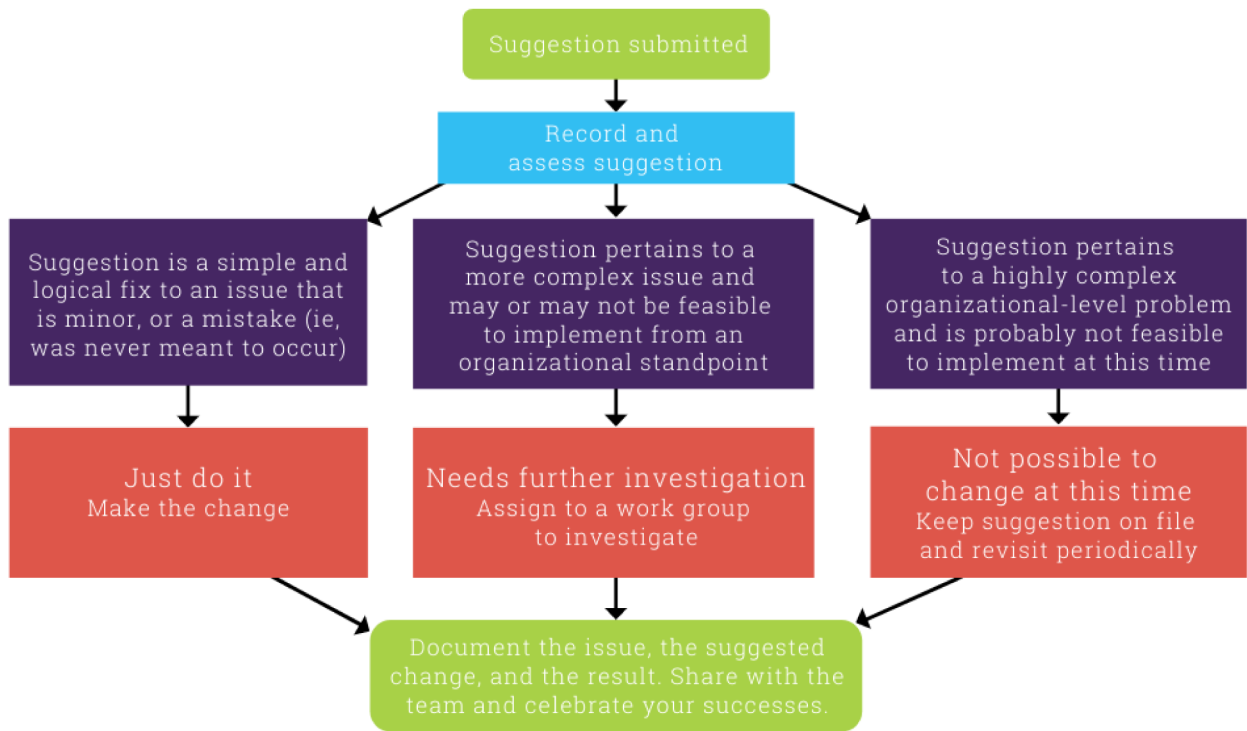 Suggestion submitted
Record and
assess suggestion
Suggestion is a simple and
logical fix to an issue that
is minor, or a mistake (ie,
was never meant to occur)
Suggestion pertains to a
more complex issue and
may or may not be feasible
to implement from an
organizational standpoint
Suggestion pertains
to a highly complex
organizational-level problem
and is probably not feasible
to implement at this time
Just do it
Make the change
Needs further investigation
Assign to a work group
to investigate
Not possible to
change at this time
Keep suggestion on file
and revisit periodically
Document the issue, the suggested
change, and the result. Share with the
team and celebrate your successes.